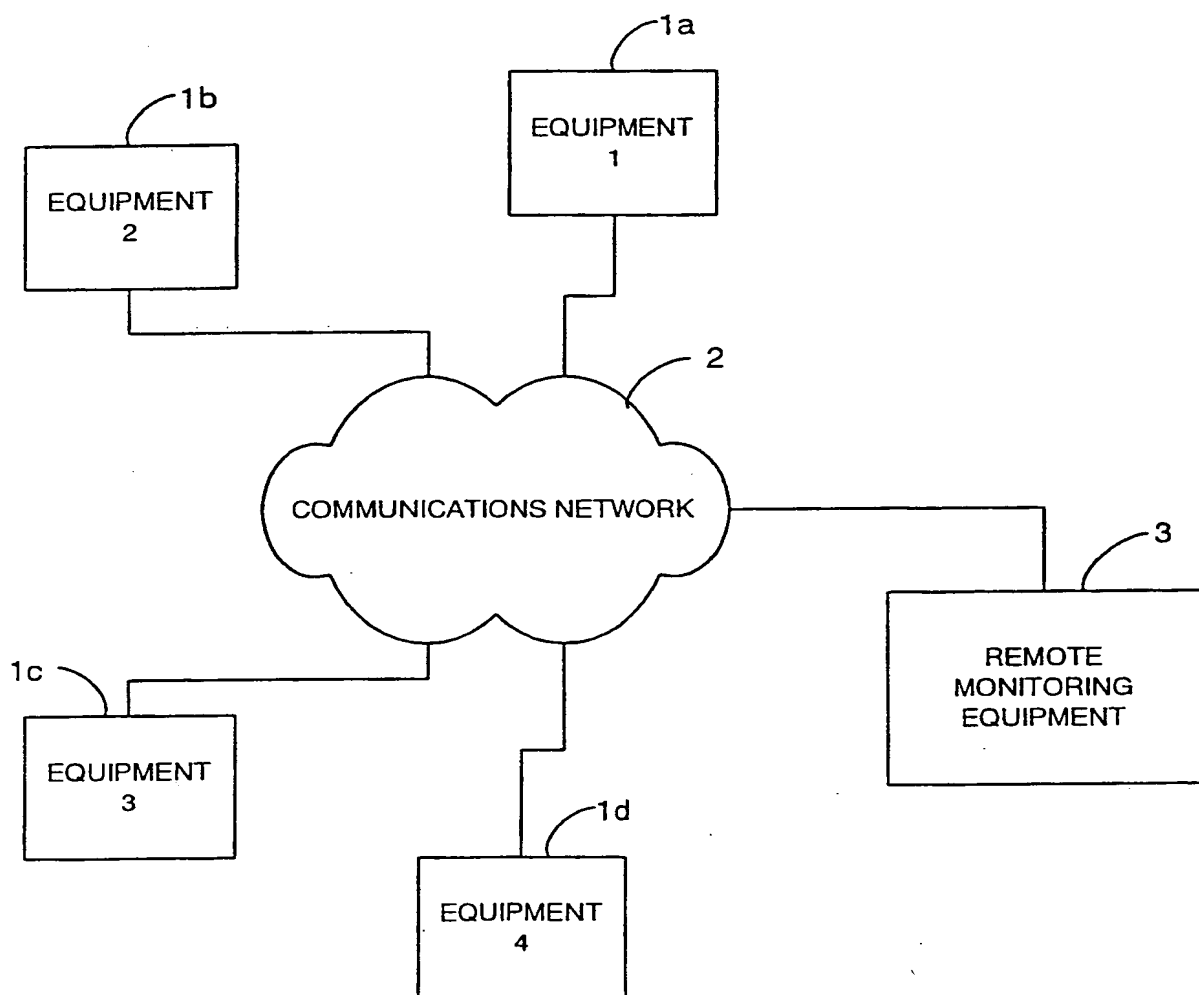 1a
EQUIPMENT
1
1b
EQUIPMENT
2
2
COMMUNICATIONS NETWORK
3
REMOTE
MONITORING
EQUIPMENT
1c
EQUIPMENT
3
1d
EQUIPMENT
4